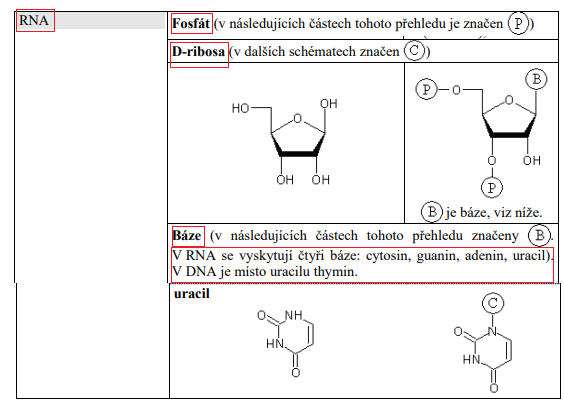 RNA
Fosfát (v následujících částech tohoto přehledu je značen P)
D-ribosa (v dalších schématech značen C)
HO
O
OH
OH
OH
P
O
O
B
O
OH
P
B je báze, viz níže.
Báze (v následujících částech tohoto přehledu značeny B).
V RNA se vyskytují čtyři báze: cytosin, guanin, adenin, uracil).
V DNA je místo uracilu thymin.
uracil
O
NH
HN
O
C
O
N
HN
O